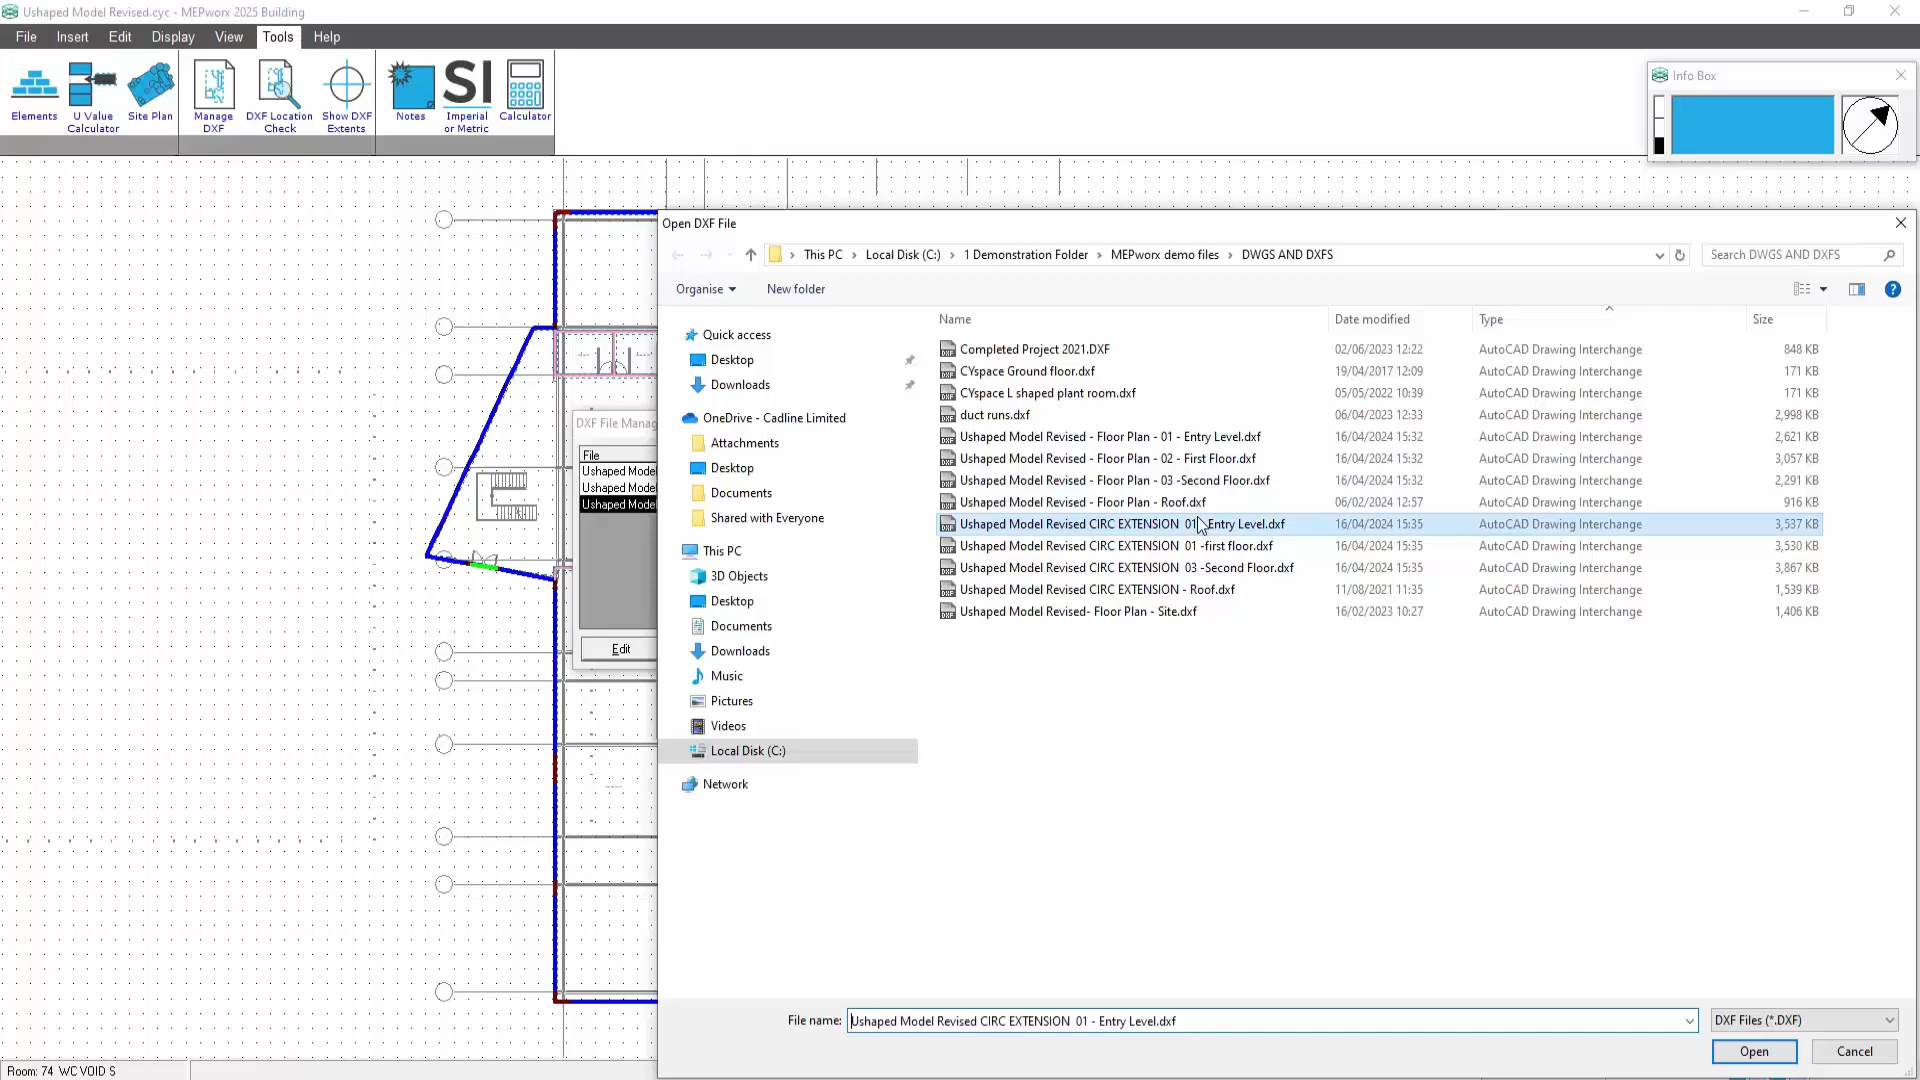 Ushaped Model Revised.cyc - MEPworx 2025 Building
File Insert Edit Display View Tools Help
Elements
U Value Calculator
Site Plan
Manage DXF
DXF Location Check
Show DXF Extents
Notes
SI
Imperial or Metric
Calculator
Info Box
Open DXF File
This PC > Local Disk (C:) > 1 Demonstration Folder > MEPworx demo files > DWGS AND DXFS
Search DWGS AND DXFS
Organise New folder
Name Date modified Type Size
Quick access
Desktop
Downloads
OneDrive - Cadline Limited
Attachments
Desktop
Documents
Shared with Everyone
This PC
3D Objects
Desktop
Documents
Downloads
Music
Pictures
Videos
Local Disk (C:)
Network
Completed Project 2021.DXF 02/06/2023 12:22 AutoCAD Drawing Interchange 848 KB
CYspace Ground floor.dxf 19/04/2017 12:09 AutoCAD Drawing Interchange 171 KB
CYspace L shaped plant room.dxf 05/05/2022 10:39 AutoCAD Drawing Interchange 171 KB
duct runs.dxf 06/04/2023 12:33 AutoCAD Drawing Interchange 2,998 KB
Ushaped Model Revised - Floor Plan - 01 - Entry Level.dxf 16/04/2024 15:32 AutoCAD Drawing Interchange 2,621 KB
Ushaped Model Revised - Floor Plan - 02 - First Floor.dxf 16/04/2024 15:32 AutoCAD Drawing Interchange 3,057 KB
Ushaped Model Revised - Floor Plan - 03 -Second Floor.dxf 16/04/2024 15:32 AutoCAD Drawing Interchange 2,291 KB
Ushaped Model Revised - Floor Plan - Roof.dxf 06/02/2024 12:57 AutoCAD Drawing Interchange 916 KB
Ushaped Model Revised CIRC EXTENSION 01 - Entry Level.dxf 16/04/2024 15:35 AutoCAD Drawing Interchange 3,537 KB
Ushaped Model Revised CIRC EXTENSION 01 -first floor.dxf 16/04/2024 15:35 AutoCAD Drawing Interchange 3,530 KB
Ushaped Model Revised CIRC EXTENSION 03 -Second Floor.dxf 16/04/2024 15:35 AutoCAD Drawing Interchange 3,867 KB
Ushaped Model Revised CIRC EXTENSION - Roof.dxf 11/08/2021 11:35 AutoCAD Drawing Interchange 1,539 KB
Ushaped Model Revised- Floor Plan - Site.dxf 16/02/2023 10:27 AutoCAD Drawing Interchange 1,406 KB
DXF File Manag
File
Ushaped Model
Ushaped Model
Ushaped Model
Edit
File name: Ushaped Model Revised CIRC EXTENSION 01 - Entry Level.dxf
DXF Files (*.DXF)
Open Cancel
Room: 74 WC VOID S